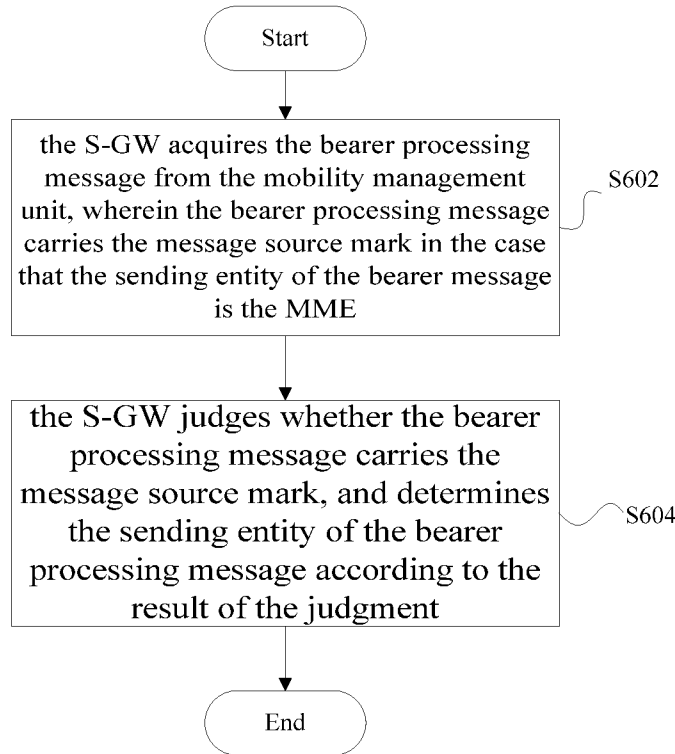 Start
the S-GW acquires the bearer processing
message from the mobility management
unit, wherein the bearer processing message
carries the message source mark in the case
that the sending entity of the bearer message
is the MME
S602
the S-GW judges whether the bearer
processing message carries the
message source mark, and determines
the sending entity of the bearer
processing message according to the
result of the judgment
S604
End